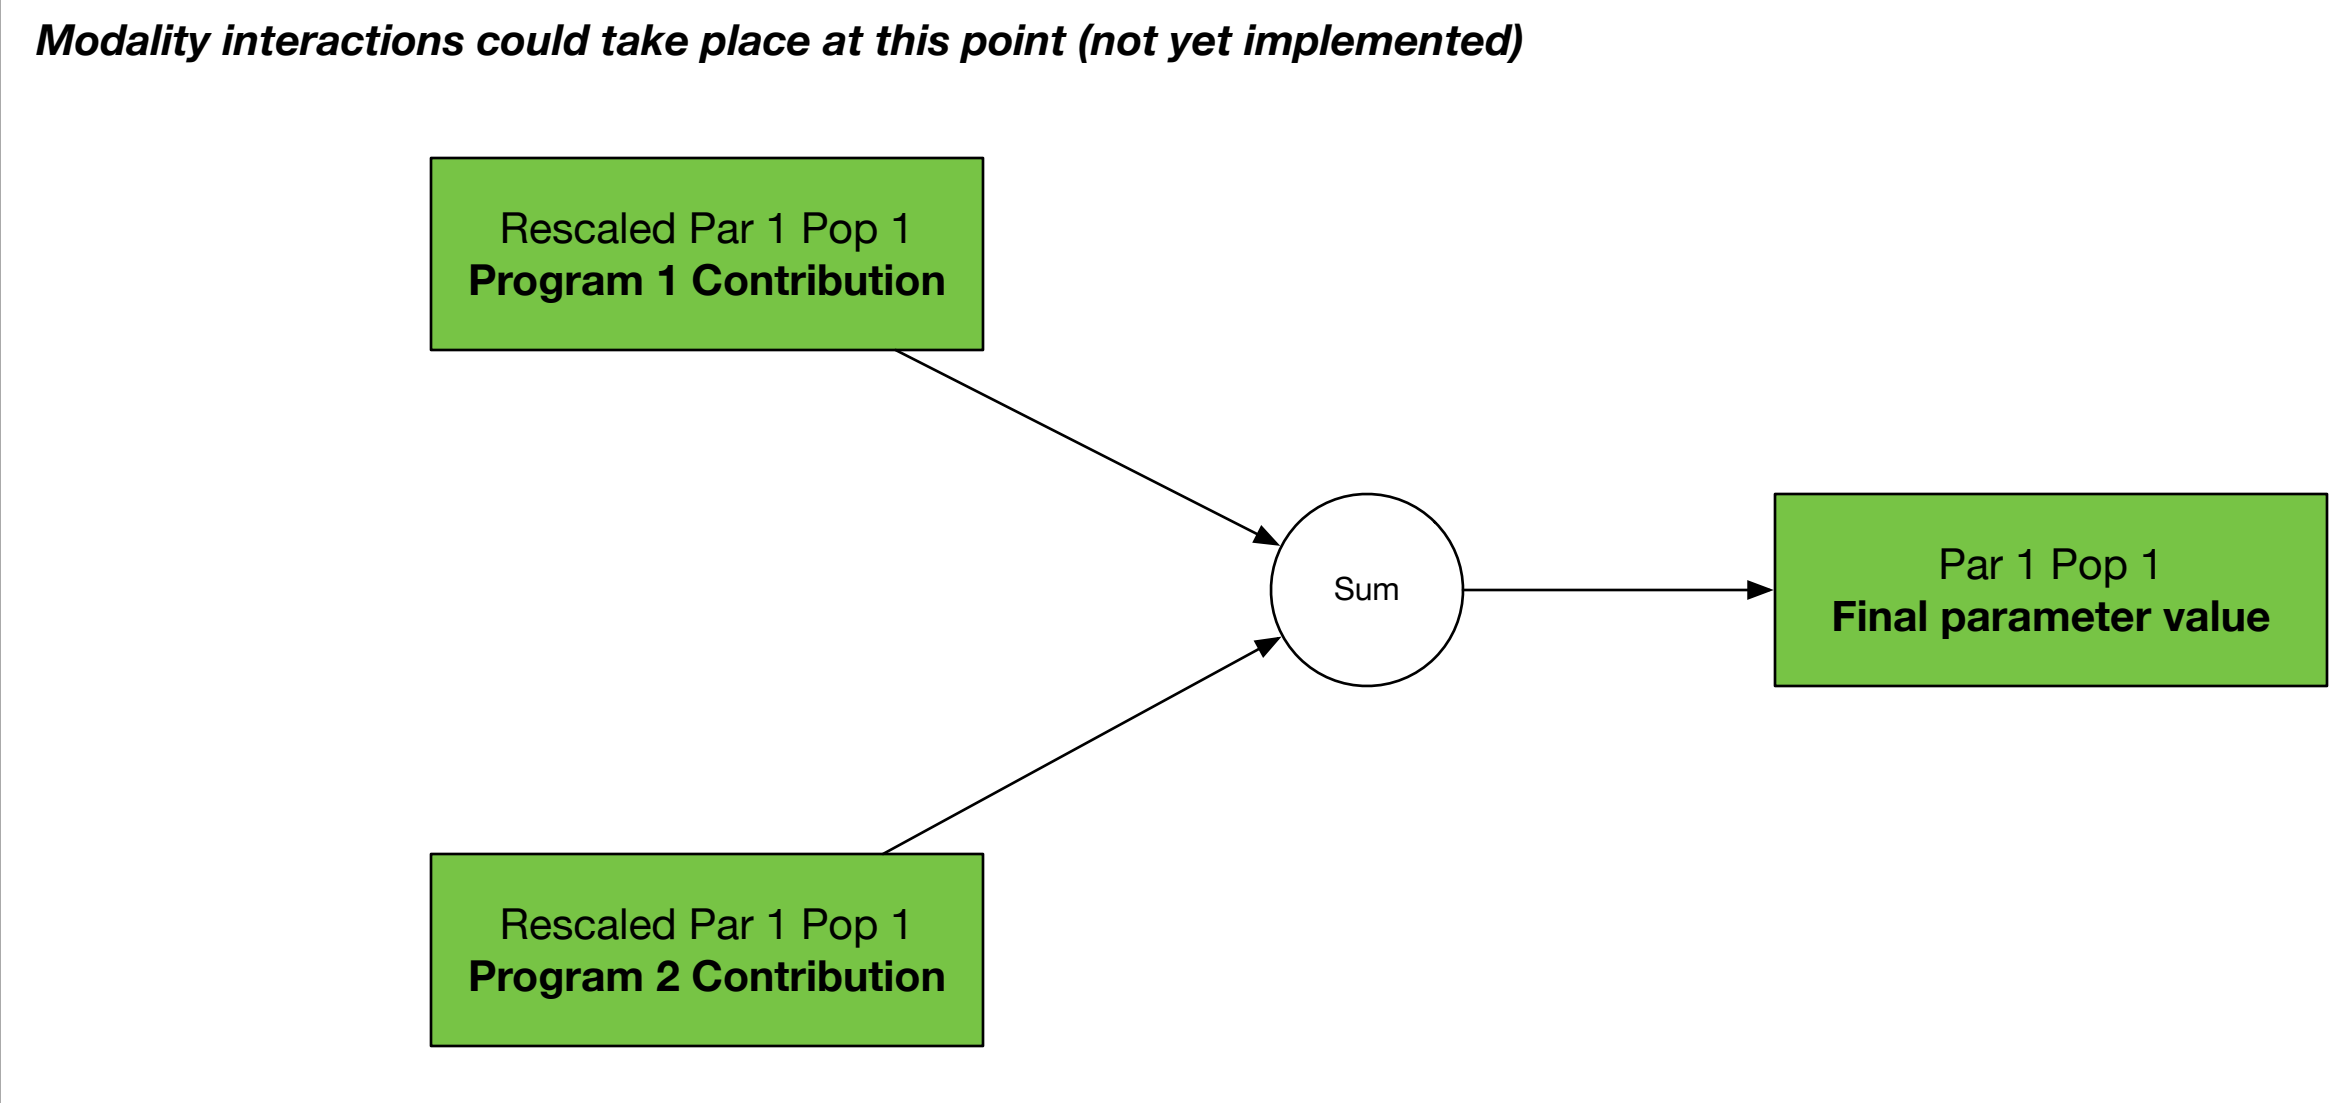 Modality interactions could take place at this point (not yet implemented)
Rescaled Par 1 Pop 1
Program 1 Contribution
Sum
Par 1 Pop 1
Final parameter value
Rescaled Par 1 Pop 1
Program 2 Contribution